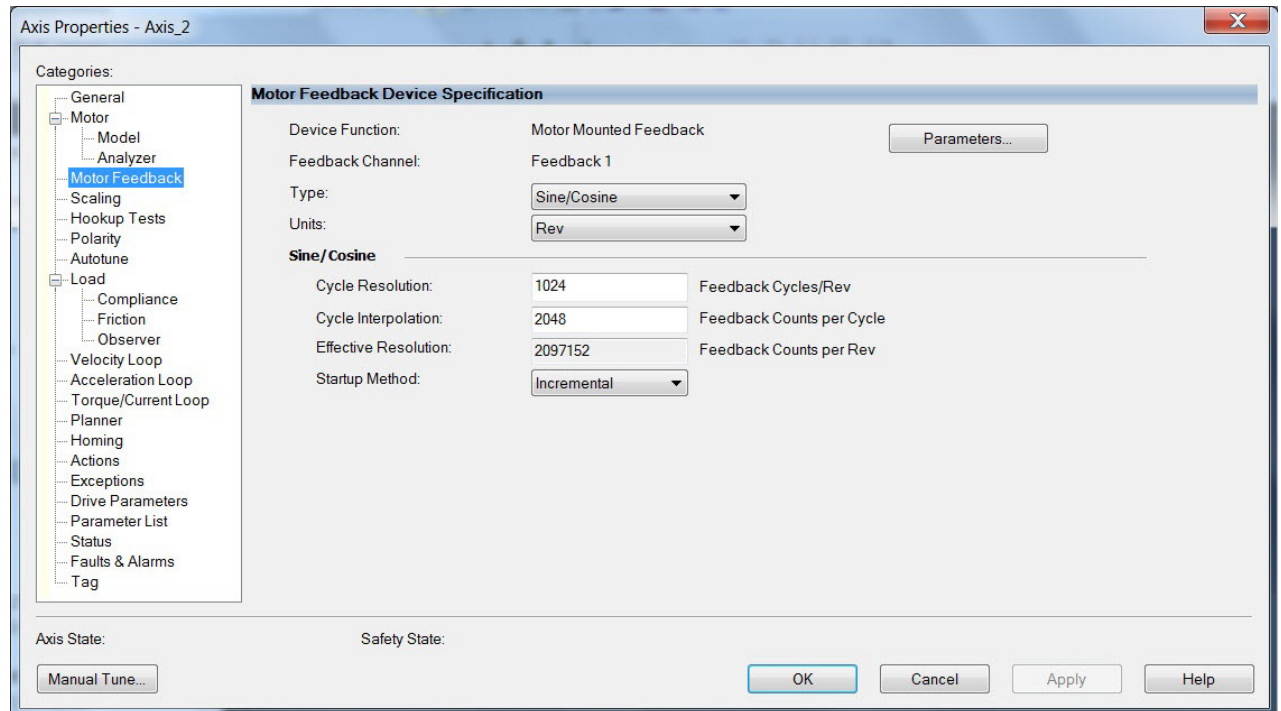 Axis Properties - Axis_2
X
Categories:
General
Motor
Model
Analyzer
Motor Feedback
Scaling
Hookup Tests
Polarity
Autotune
Load
Compliance
Friction
Observer
Velocity Loop
Acceleration Loop
Torque/Current Loop
Planner
Homing
Actions
Exceptions
Drive Parameters
Parameter List
Status
Faults & Alarms
Tag
Motor Feedback Device Specification
Device Function: Motor Mounted Feedback Parameters...
Feedback Channel: Feedback 1
Type: Sine/Cosine
Units: Rev
Sine/Cosine
Cycle Resolution: 1024 Feedback Cycles/Rev
Cycle Interpolation: 2048 Feedback Counts per Cycle
Effective Resolution: 2097152 Feedback Counts per Rev
Startup Method: Incremental
Axis State: Safety State:
Manual Tune... OK Cancel Apply Help